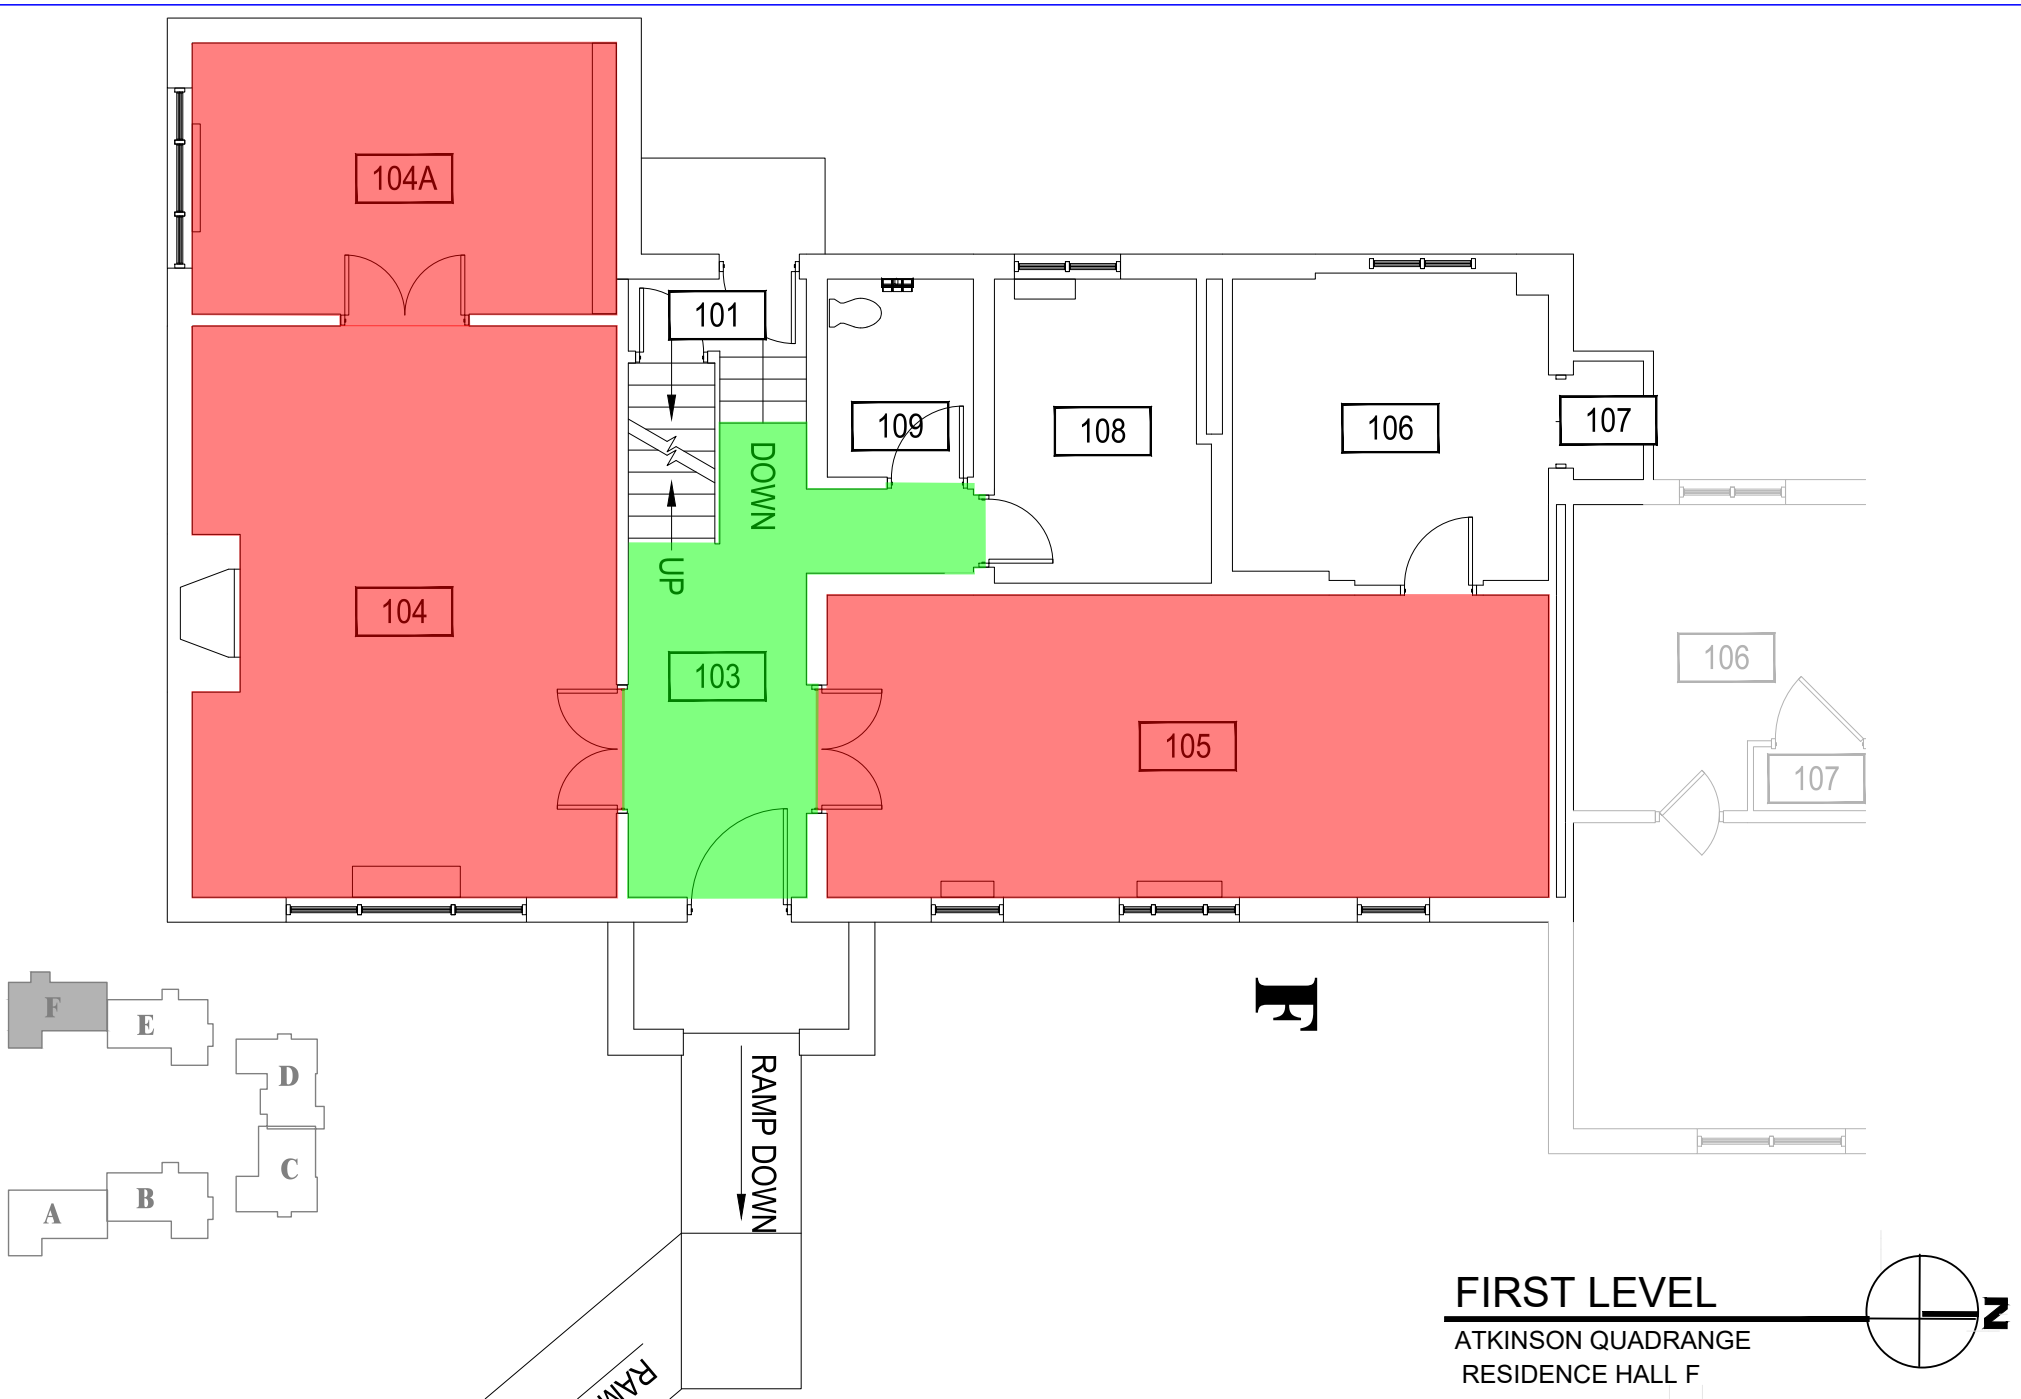 104A
101
109
108
106
107
DOWN
UP
104
103
105
106
107
F
F
E
D
C
B
A
RAMP DOWN
FIRST LEVEL
N
ATKINSON QUADRANGE
RESIDENCE HALL F